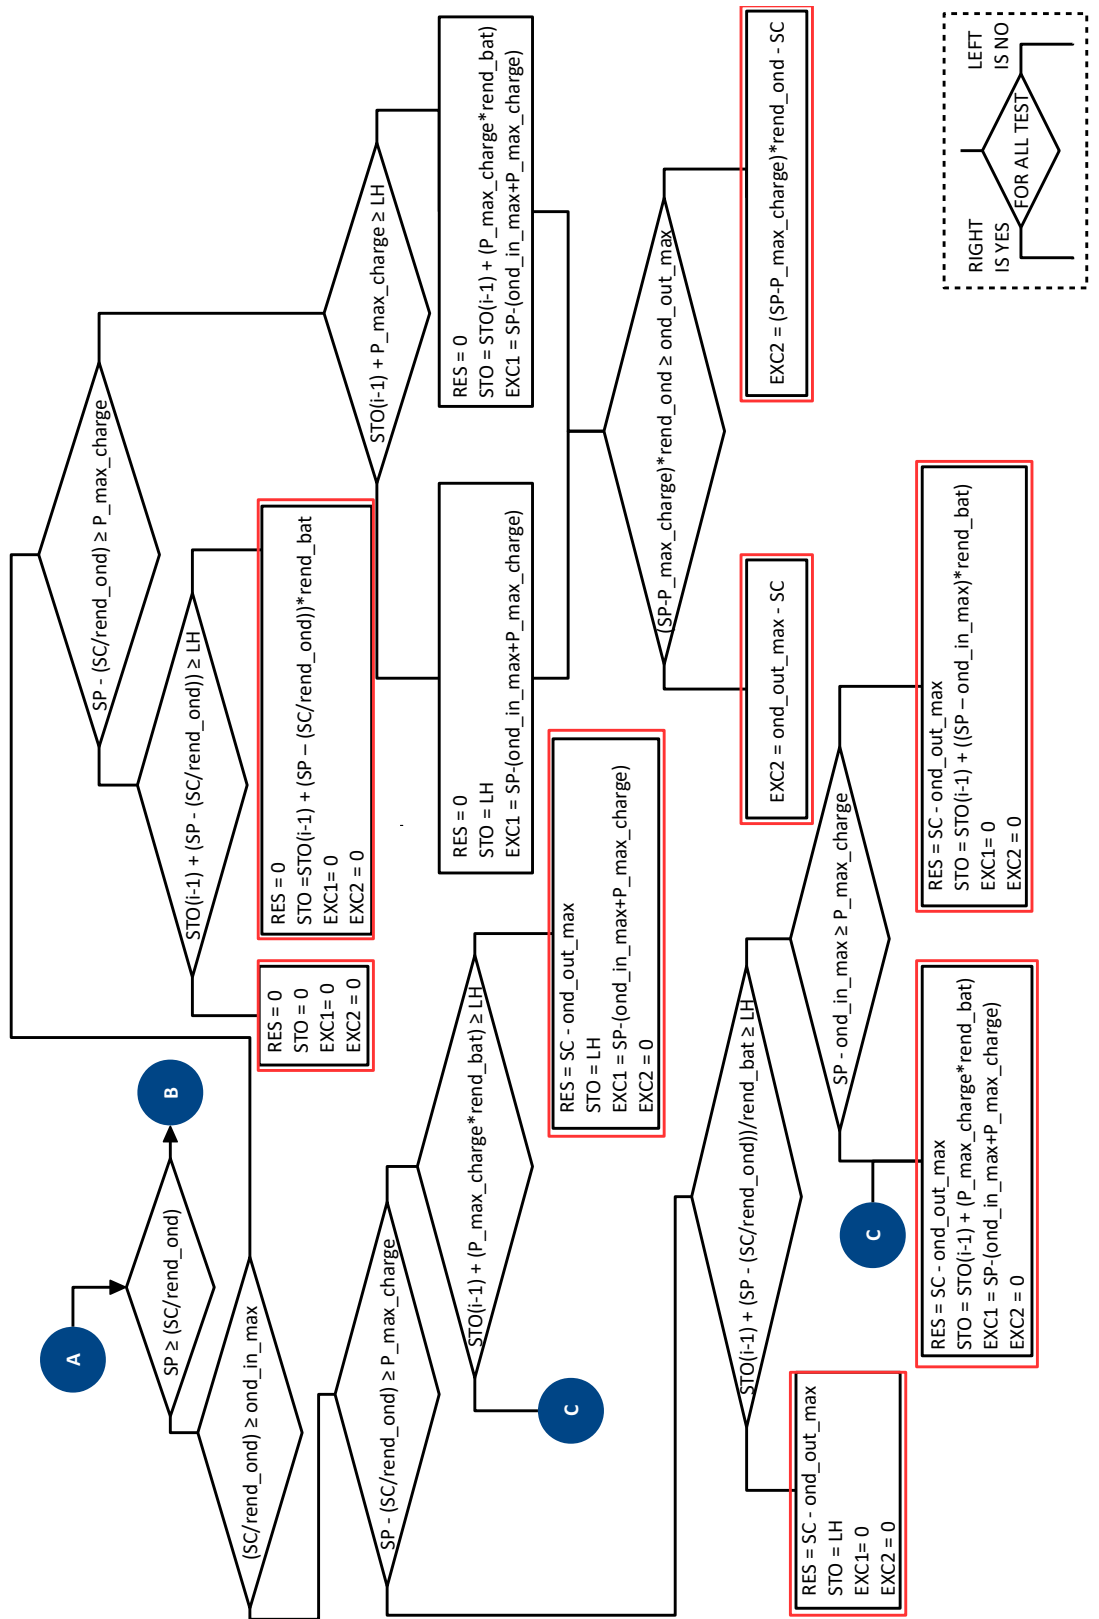 A
SP ≥ (SC/rend_ond)
B
(SC/rend_ond) ≥ ond_in_max
SP - (SC/rend_ond) ≥ P_max_charge
STO(i-1) + (SP - (SC/rend_ond)) ≥ LH
RES = 0
STO = 0
EXC1= 0
EXC2 = 0
RES = 0
STO =STO(i-1) + (SP – (SC/rend_ond))*rend_bat
EXC1= 0
EXC2 = 0
STO(i-1) + P_max_charge ≥ LH
RES = 0
STO = LH
EXC1 = SP-(ond_in_max+P_max_charge)
RES = 0
STO = STO(i-1) + (P_max_charge*rend_bat)
EXC1 = SP-(ond_in_max+P_max_charge)
(SP-P_max_charge)*rend_ond ≥ ond_out_max
EXC2 = ond_out_max - SC
EXC2 = (SP-P_max_charge)*rend_ond - SC
SP - (SC/rend_ond) ≥ P_max_charge
STO(i-1) + (P_max_charge*rend_bat) ≥ LH
C
RES = SC - ond_out_max
STO = LH
EXC1 = SP-(ond_in_max+P_max_charge)
EXC2 = 0
STO(i-1) + (SP - (SC/rend_ond))/rend_bat ≥ LH
RES = SC - ond_out_max
STO = LH
EXC1= 0
EXC2 = 0
SP - ond_in_max ≥ P_max_charge
C
RES = SC - ond_out_max
STO = STO(i-1) + (P_max_charge*rend_bat)
EXC1 = SP-(ond_in_max+P_max_charge)
EXC2 = 0
RES = SC - ond_out_max
STO = STO(i-1) + ((SP – ond_in_max)*rend_bat)
EXC1= 0
EXC2 = 0
RIGHT
IS YES
FOR ALL TEST
LEFT
IS NO